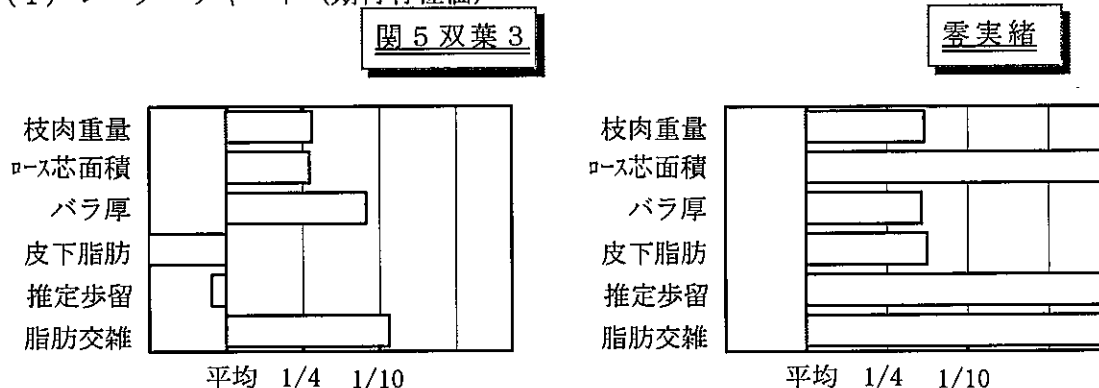 関5双葉3
枝肉重量
ロース芯面積
バラ厚
皮下脂肪
推定歩留
脂肪交雑
平均 1/4 1/10
零実緒
枝肉重量
ロース芯面積
バラ厚
皮下脂肪
推定歩留
脂肪交雑
平均 1/4 1/10